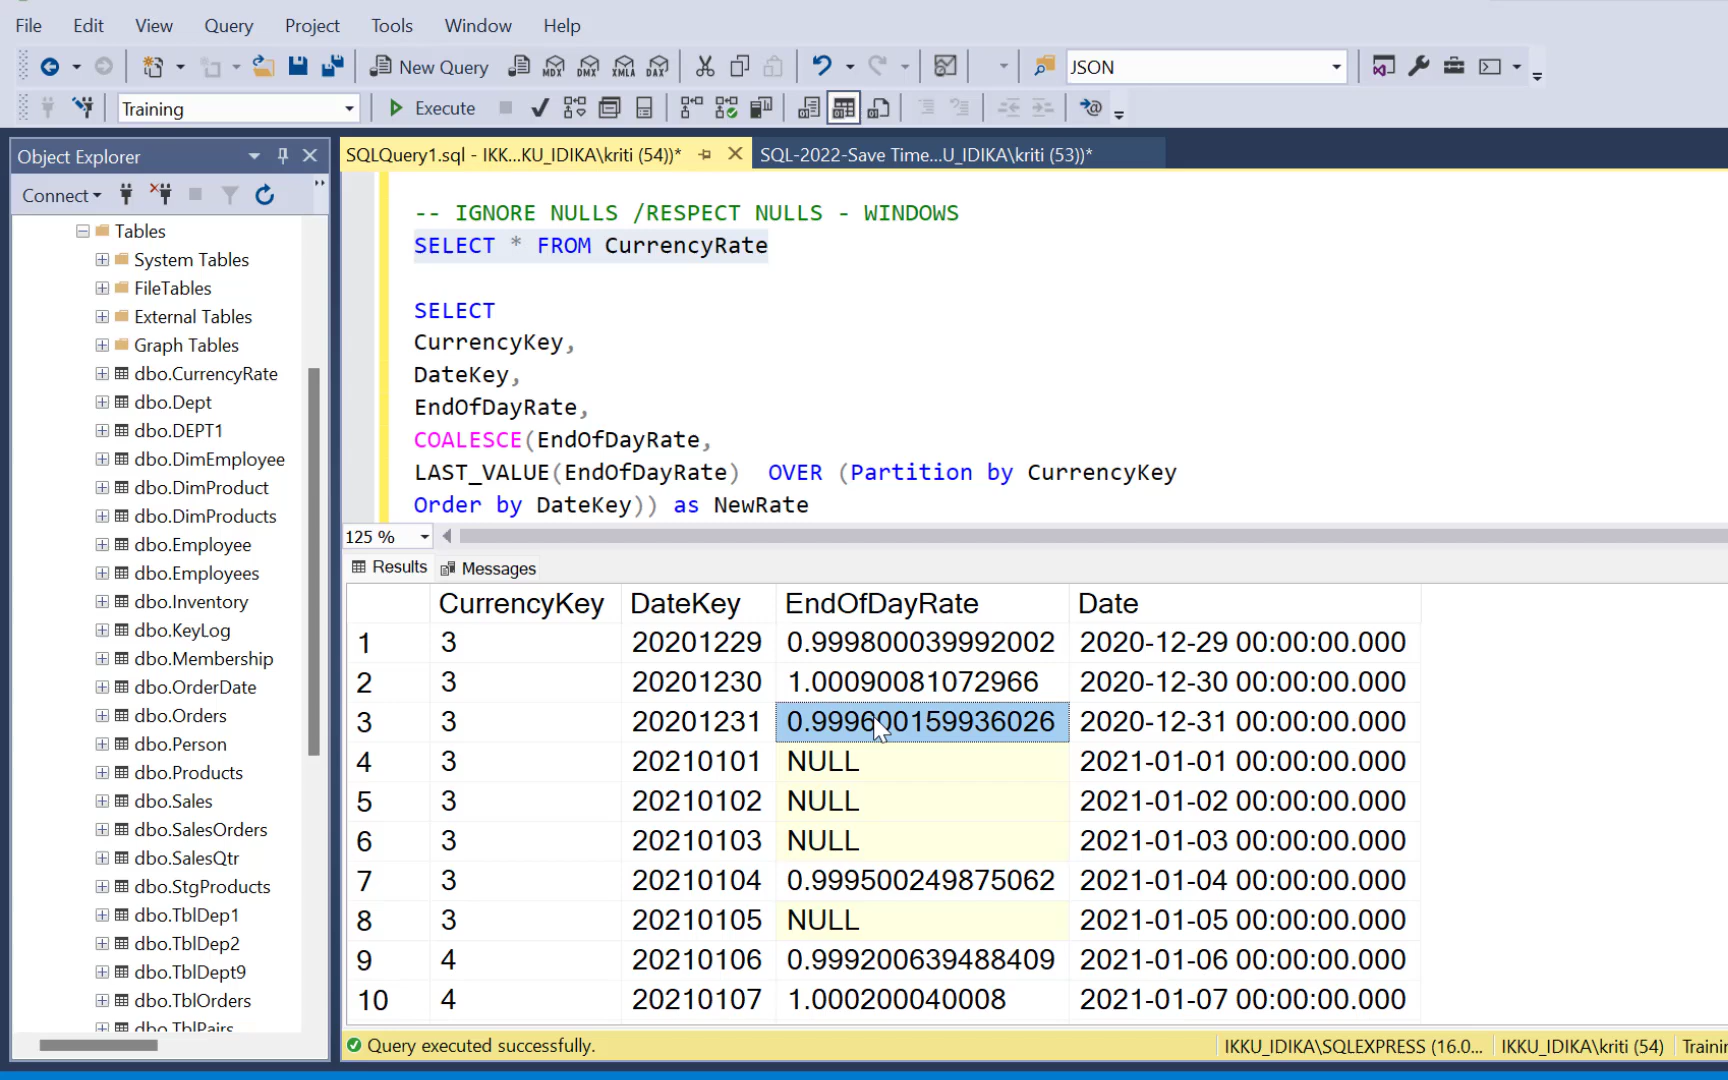 File Edit View Query Project Tools Window Help
New Query MDX DMX XMLA DAX JSON
Training Execute
Object Explorer
SQLQuery1.sql - IKK...KU_IDIKA\kriti (54))* SQL-2022-Save Time...U_IDIKA\kriti (53))*
Connect
Tables
System Tables
FileTables
External Tables
Graph Tables
dbo.CurrencyRate
dbo.Dept
dbo.DEPT1
dbo.DimEmployee
dbo.DimProduct
dbo.DimProducts
dbo.Employee
dbo.Employees
dbo.Inventory
dbo.KeyLog
dbo.Membership
dbo.OrderDate
dbo.Orders
dbo.Person
dbo.Products
dbo.Sales
dbo.SalesOrders
dbo.SalesQtr
dbo.StgProducts
dbo.TblDep1
dbo.TblDep2
dbo.TblDept9
dbo.TblOrders
dbo.TblPairs
-- IGNORE NULLS /RESPECT NULLS - WINDOWS
SELECT * FROM CurrencyRate
SELECT
CurrencyKey,
DateKey,
EndOfDayRate,
COALESCE(EndOfDayRate,
LAST_VALUE(EndOfDayRate) OVER (Partition by CurrencyKey
Order by DateKey)) as NewRate
125 %
Results Messages
CurrencyKey DateKey EndOfDayRate Date
1 3 20201229 0.999800039992002 2020-12-29 00:00:00.000
2 3 20201230 1.00090081072966 2020-12-30 00:00:00.000
3 3 20201231 0.999600159936026 2020-12-31 00:00:00.000
4 3 20210101 NULL 2021-01-01 00:00:00.000
5 3 20210102 NULL 2021-01-02 00:00:00.000
6 3 20210103 NULL 2021-01-03 00:00:00.000
7 3 20210104 0.999500249875062 2021-01-04 00:00:00.000
8 3 20210105 NULL 2021-01-05 00:00:00.000
9 4 20210106 0.999200639488409 2021-01-06 00:00:00.000
10 4 20210107 1.000200040008 2021-01-07 00:00:00.000
Query executed successfully. IKKU_IDIKA\SQLEXPRESS (16.0... IKKU_IDIKA\kriti (54) Trainin